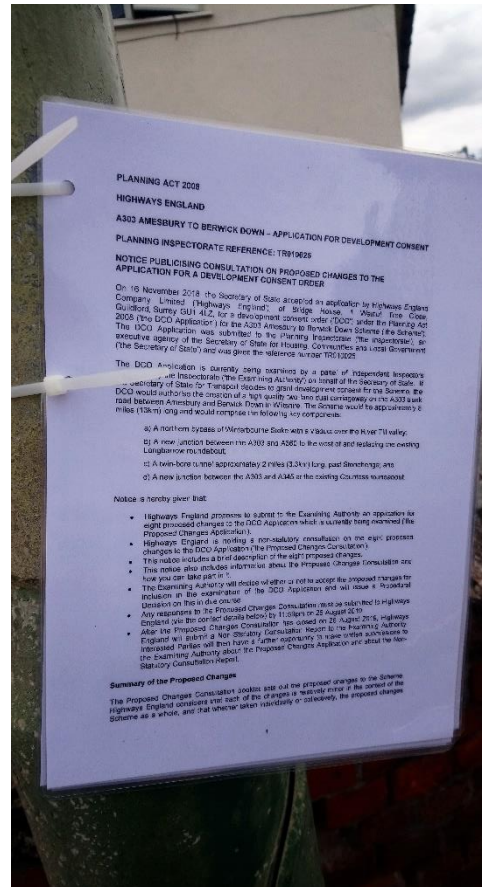 PLANNING ACT 2008
HIGHWAYS ENGLAND
A303 AMESBURY TO BERWICK DOWN – APPLICATION FOR DEVELOPMENT CONSENT
PLANNING INSPECTORATE REFERENCE: TR010025
NOTICE PUBLICISING CONSULTATION ON PROPOSED CHANGES TO THE
APPLICATION FOR A DEVELOPMENT CONSENT ORDER
On 16 November 2018, the Secretary of State accepted an application by Highways England
Company Limited ("Highways England"), of Bridge House, 1 Walnut Tree Close,
Guildford, Surrey GU1 4LZ, for a development consent order ("DCO") under the Planning Act
2008 ("the DCO Application") for the A303 Amesbury to Berwick Down Scheme (the Scheme).
The DCO Application was submitted to the Planning Inspectorate ("the Inspectorate"), an
executive agency of the Secretary of State for Housing, Communities and Local Government
("the Secretary of State") and was given the reference number TR010025.
The DCO Application is currently being examined by a panel of independent Inspectors
the Inspectorate ("the Examining Authority") on behalf of the Secretary of State. If
Secretary of State for Transport decides to grant development consent for the Scheme, the
DCO would authorise the creation of a high quality two lane dual carriageway on the A303 trunk
road between Amesbury and Berwick Down in Wiltshire. The Scheme would be approximately 8
miles (13km) long and would comprise the following key components:
a) A northern bypass of Winterbourne Stoke with a viaduct over the River Till valley;
b) A new junction between the A303 and A360 to the west of and replacing the existing
Longbarrow roundabout;
c) A twin-bore tunnel approximately 2 miles (3.3km) long, past Stonehenge; and
d) A new junction between the A303 and A345 at the existing Countess roundabout.
Notice is hereby given that:
• Highways England proposes to submit to the Examining Authority an application for
eight proposed changes to the DCO Application which is currently being examined ("the
Proposed Changes Application).
• Highways England is holding a non-statutory consultation on the eight proposed
changes to the DCO Application ("the Proposed Changes Consultation).
• This notice includes a brief description of the eight proposed changes.
• This notice also includes information about the Proposed Changes Consultation and
how you can take part in it.
• The Examining Authority will decide whether or not to accept the proposed changes for
inclusion in the examination of the DCO Application and will issue a Procedural
Decision on this in due course.
• Any responses to the Proposed Changes Consultation must be submitted to Highways
England (via the contact details below) by 11:59pm on 26 August 2019.
• After the Proposed Changes Consultation has closed on 26 August 2019, Highways
England will submit a Non Statutory Consultation Report to the Examining Authority.
Interested Parties will then have a further opportunity to make written submissions to
the Examining Authority about the Proposed Changes Application and about the Non-
Statutory Consultation Report.
Summary of the Proposed Changes
The Proposed Changes Consultation booklet sets out the proposed changes to the Scheme.
Highways England considers that each of the changes is relatively minor in the context of the
Scheme as a whole, and that whether taken individually or collectively, the proposed changes
1